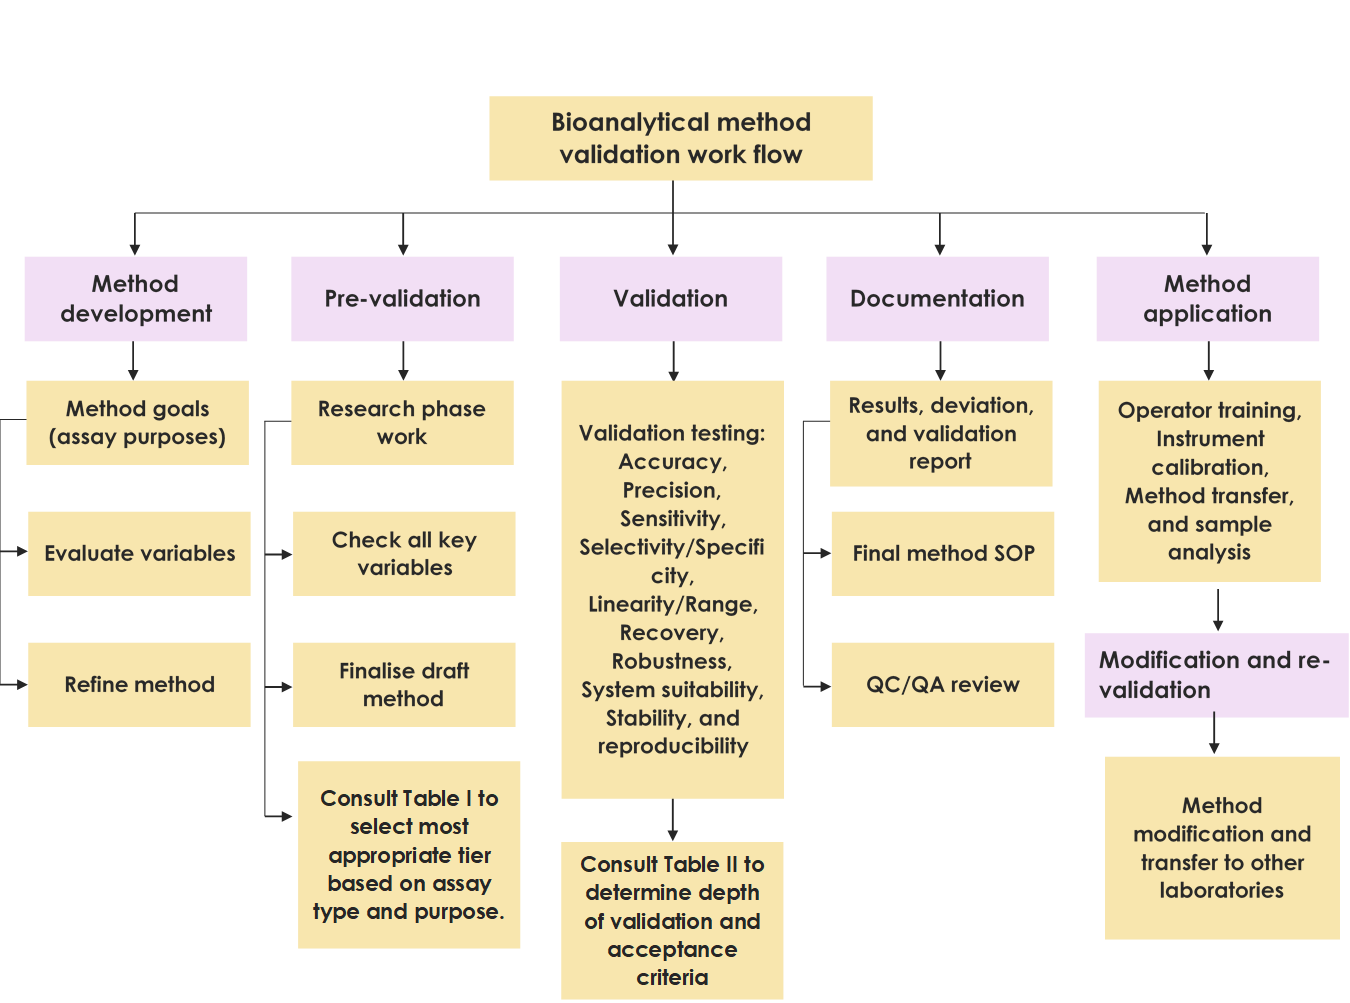 Bioanalytical method
validation work flow
Method
development
Pre-validation
Validation
Documentation
Method
application
Method goals
(assay purposes)
Evaluate variables
Refine method
Research phase
work
Check all key
variables
Finalise draft
method
Consult Table I to
select most
appropriate tier
based on assay
type and purpose.
Validation testing:
Accuracy,
Precision,
Sensitivity,
Selectivity/Specifi
city,
Linearity/Range,
Recovery,
Robustness,
System suitability,
Stability, and
reproducibility
Consult Table II to
determine depth
of validation and
acceptance
criteria
Results, deviation,
and validation
report
Final method SOP
QC/QA review
Operator training,
Instrument
calibration,
Method transfer,
and sample
analysis
Modification and re-
validation
Method
modification and
transfer to other
laboratories